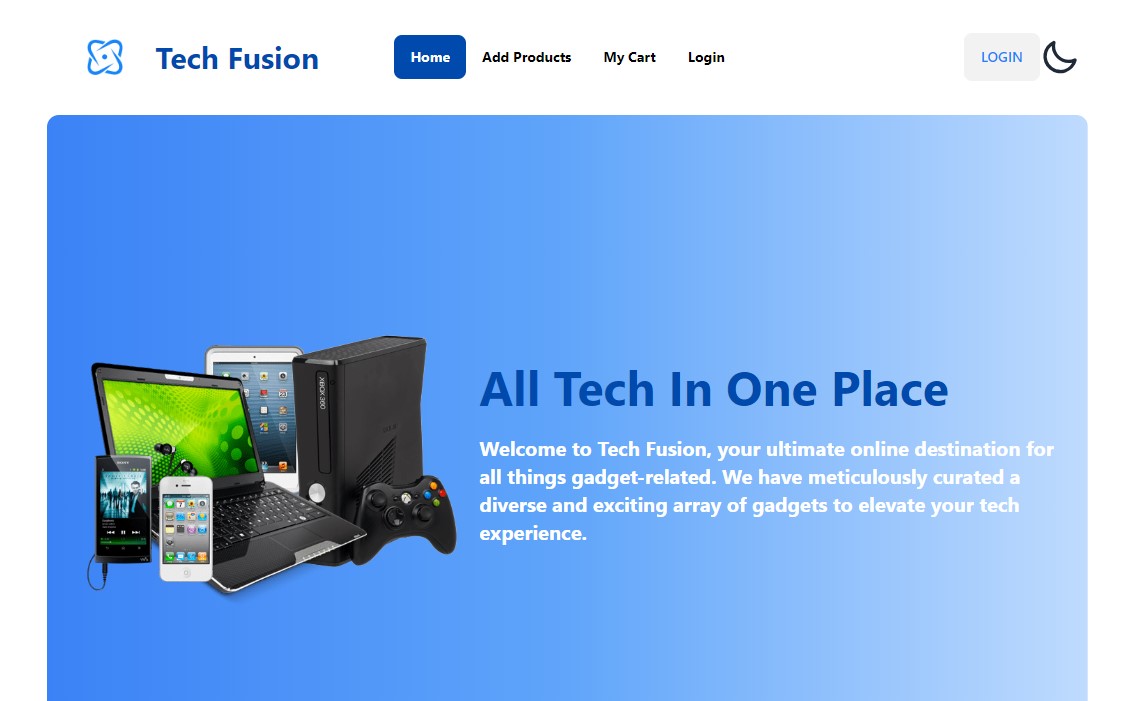 Tech Fusion
Home
Add Products
My Cart
Login
LOGIN
XBOX 360
All Tech In One Place
Welcome to Tech Fusion, your ultimate online destination for
all things gadget-related. We have meticulously curated a
diverse and exciting array of gadgets to elevate your tech
experience.